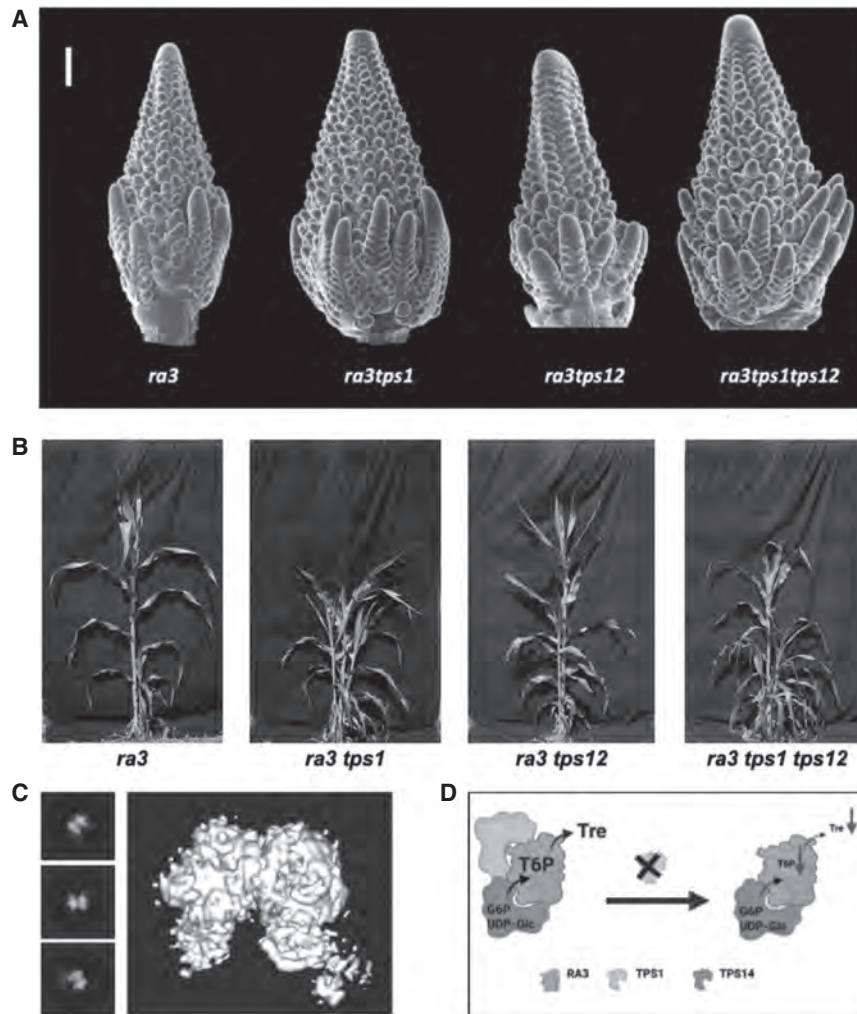 A
ra3
ra3tps1
ra3tps12
ra3tps1tps12
B
ra3
ra3 tps1
ra3 tps12
ra3 tps1 tps12
C
D
Tre
T6P
G6P
UDP-Glc
Tre
T6P
G6P
UDP-Glc
RA3
TPS1
TPS14